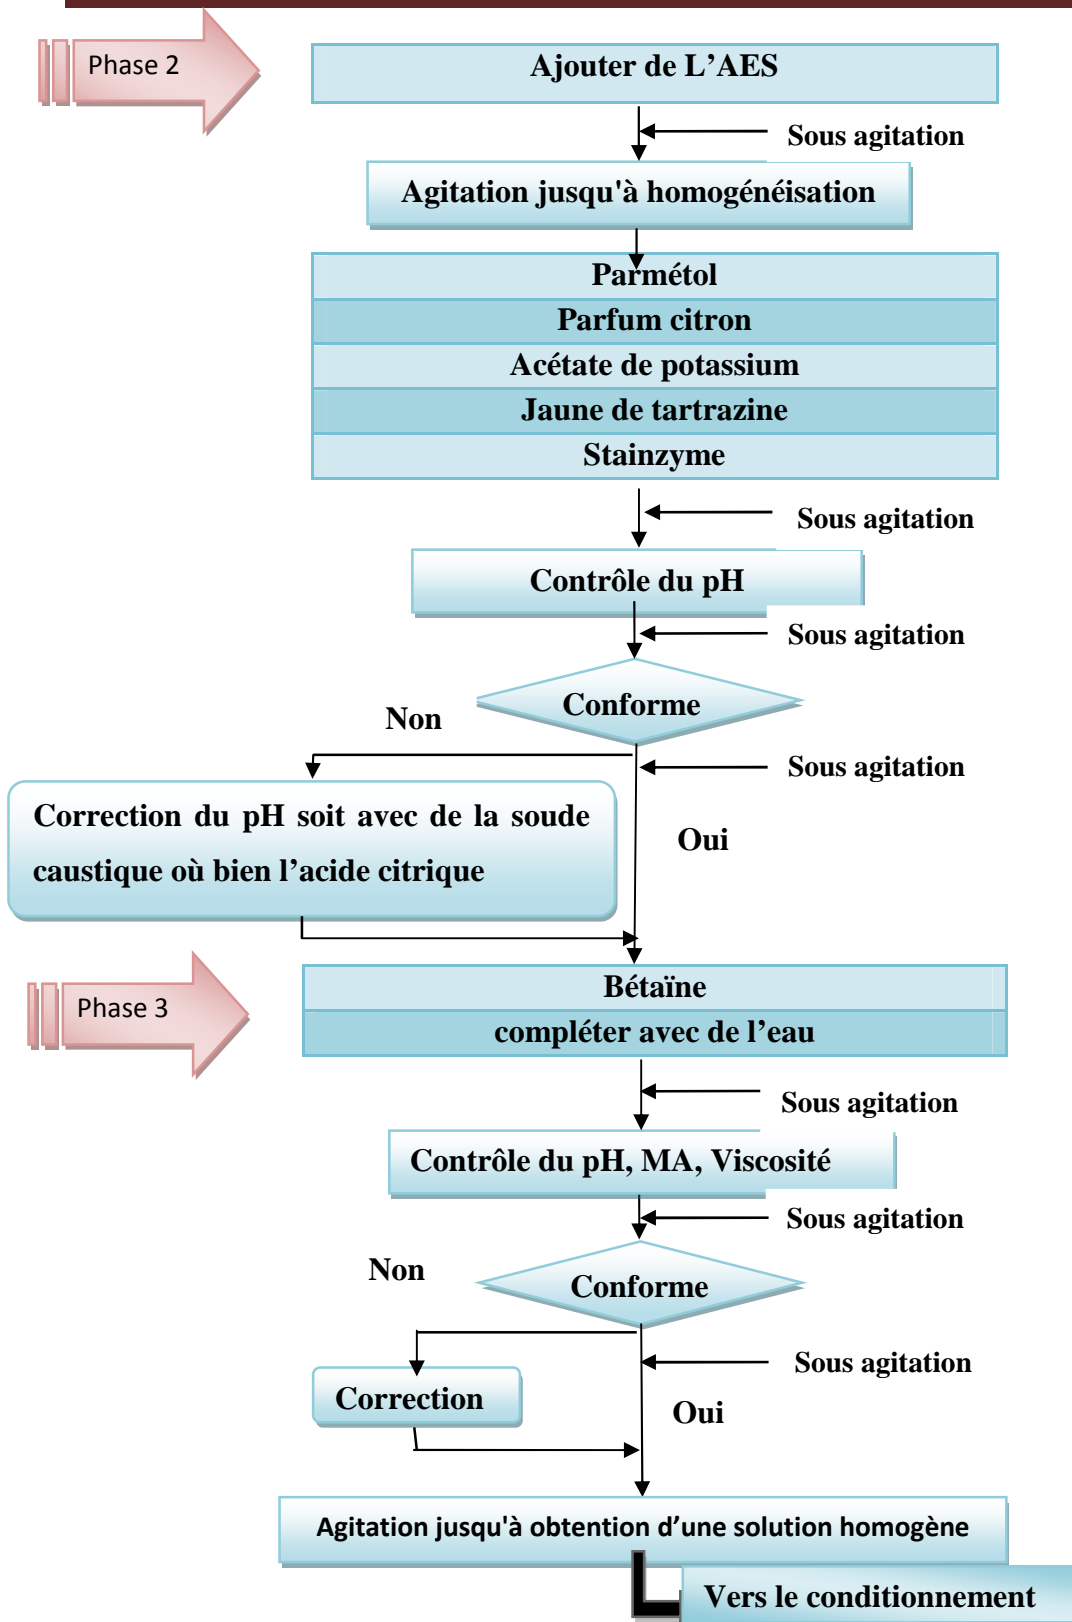 Phase 2
Ajouter de L’AES
Sous agitation
Agitation jusqu'à homogénéisation
Parmétol
Parfum citron
Acétate de potassium
Jaune de tartrazine
Stainzyme
Sous agitation
Contrôle du pH
Sous agitation
Conforme
Non
Sous agitation
Correction du pH soit avec de la soude
caustique où bien l’acide citrique
Oui
Phase 3
Bétaïne
compléter avec de l’eau
Sous agitation
Contrôle du pH, MA, Viscosité
Sous agitation
Non
Conforme
Sous agitation
Correction
Oui
Agitation jusqu'à obtention d’une solution homogène
Vers le conditionnement